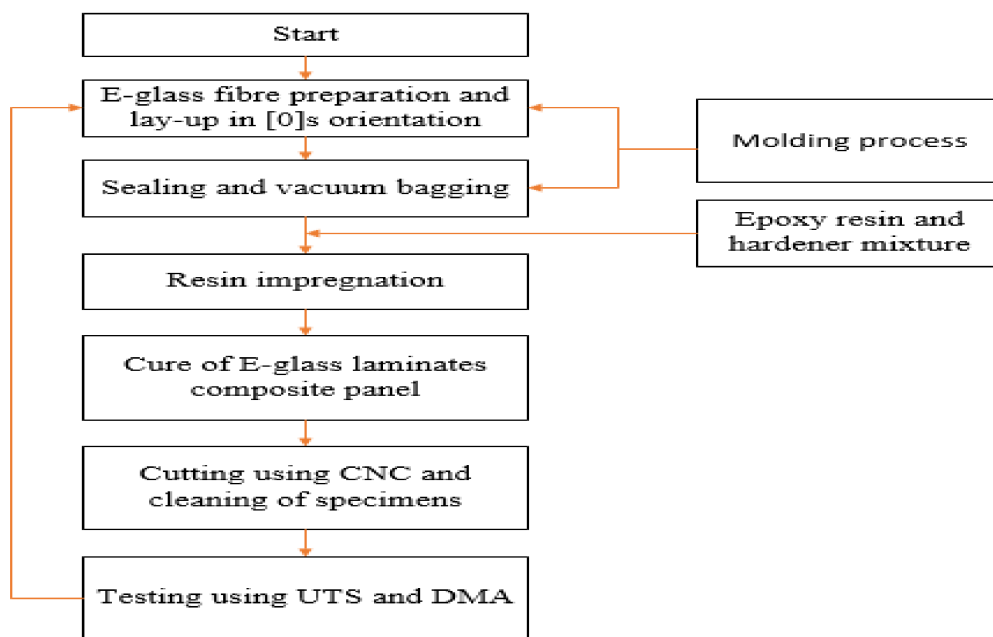 Start
E-glass fibre preparation and
lay-up in [0]s orientation
Molding process
Sealing and vacuum bagging
Epoxy resin and
hardener mixture
Resin impregnation
Cure of E-glass laminates
composite panel
Cutting using CNC and
cleaning of specimens
Testing using UTS and DMA